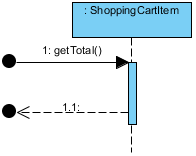 : ShoppingCartItem
1: getTotal()
1.1: